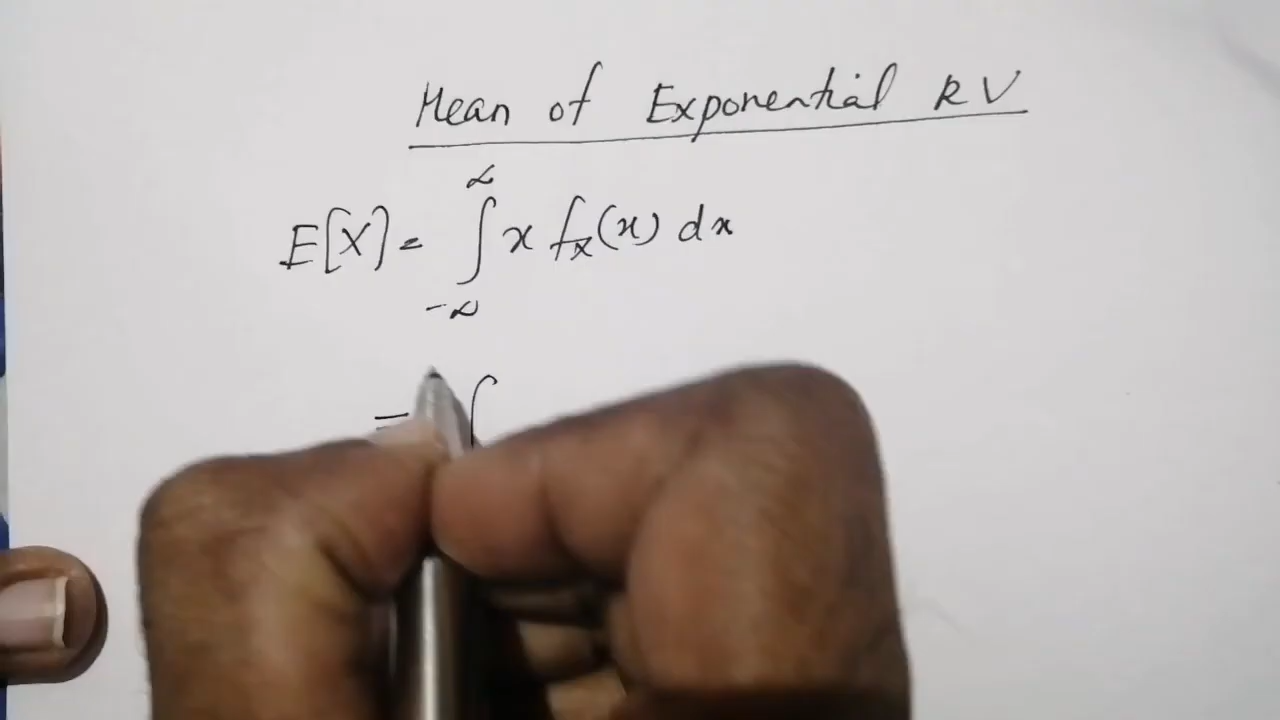 Mean of Exponential RV
E[X] = ∫_{-∞}^{∞} x f_X(x) dx
= ∫